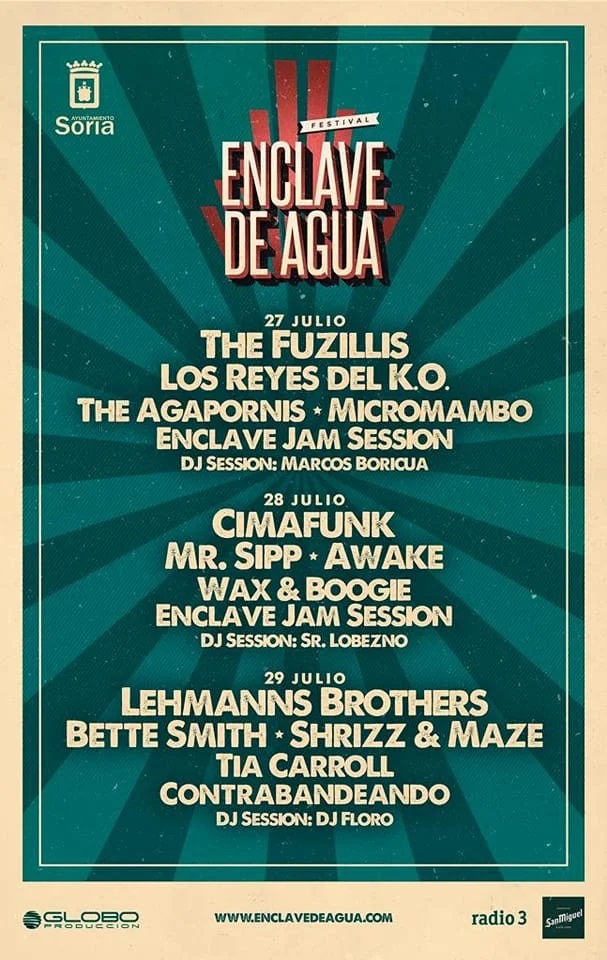 AYUNTAMIENTO
Soria
FESTIVAL
ENCLAVE
DE AGUA
27 JULIO
THE FUZILLIS
LOS REYES DEL K.O.
THE AGAPORNIS * MICROMAMBO
ENCLAVE JAM SESSION
DJ SESSION: MARCOS BORICUA
28 JULIO
CIMAFUNK
MR. SIPP * AWAKE
WAX & BOOGIE
ENCLAVE JAM SESSION
DJ SESSION: SR. LOBEZNO
29 JULIO
LEHMANNS BROTHERS
BETTE SMITH * SHRIZZ & MAZE
TIA CARROLL
CONTRABANDEANDO
DJ SESSION: DJ FLORO
GLOBO
PRODUCCION
WWW.ENCLAVEDEAGUA.COM
radio 3
SanMiguel